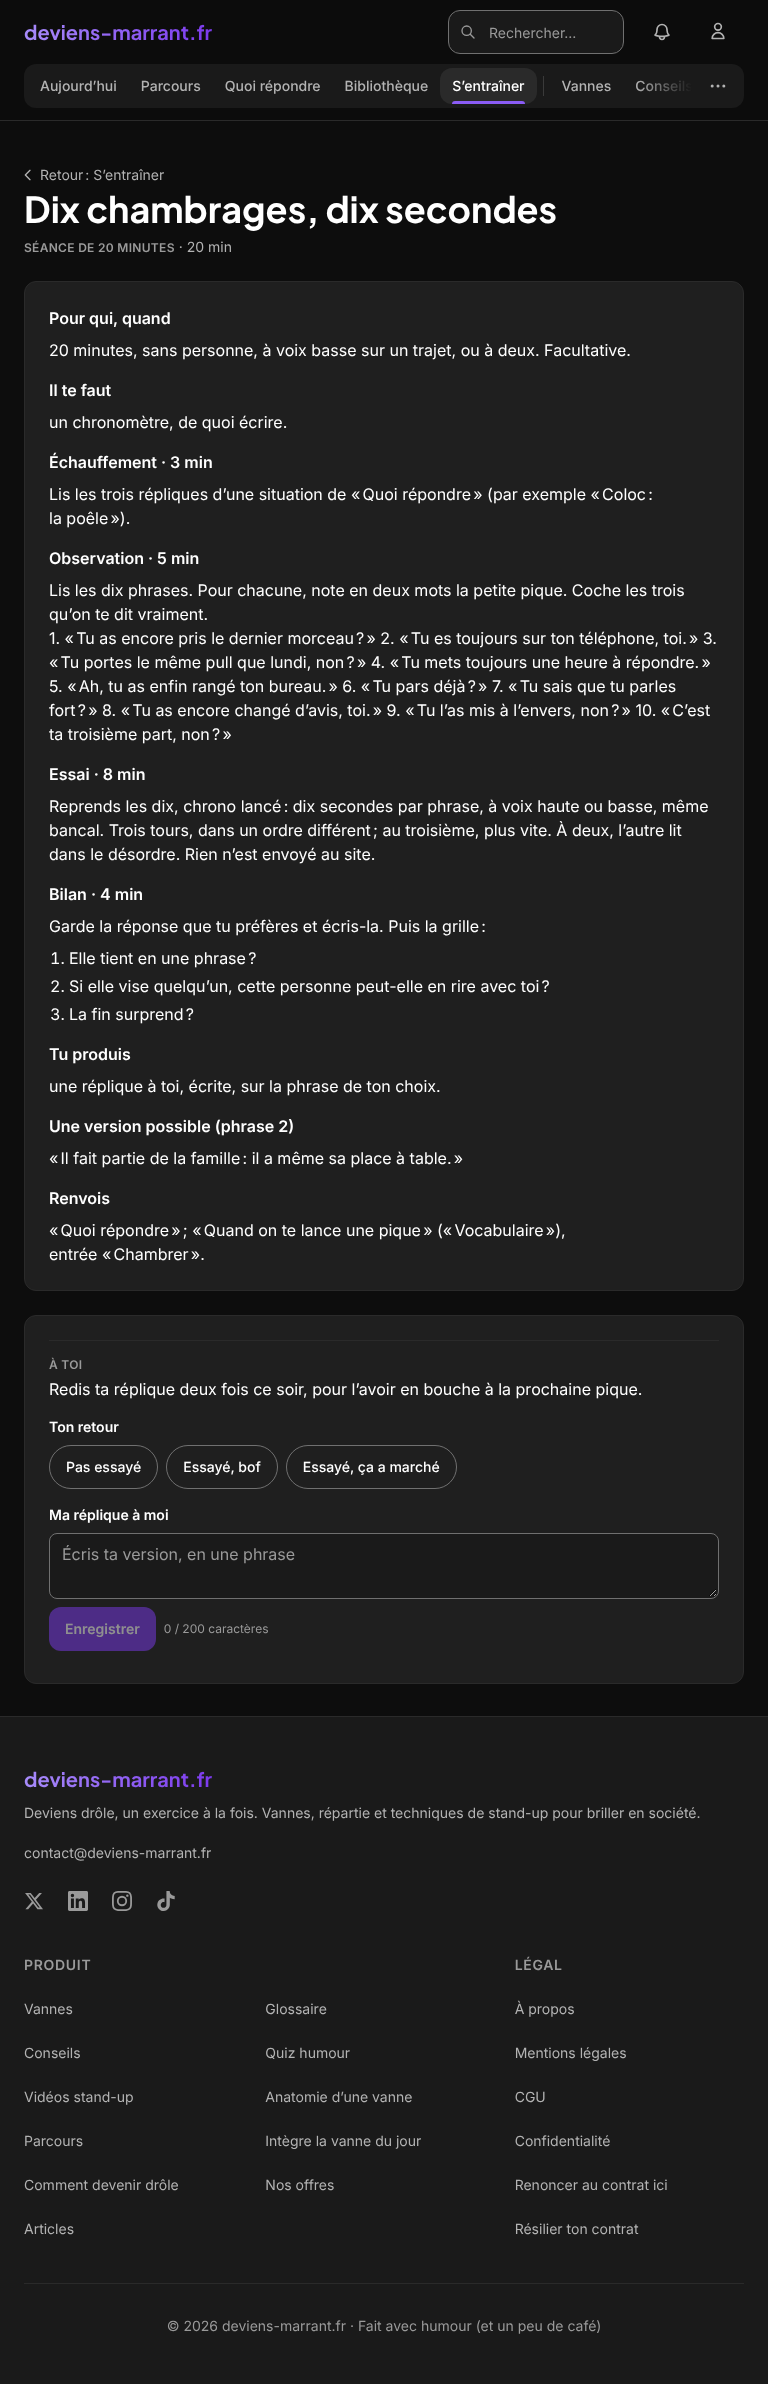 deviens-marrant.fr
Rechercher...
Aujourd’hui Parcours Quoi répondre Bibliothèque S’entraîner Vannes Conseils
Retour : S’entraîner
Dix chambrages, dix secondes
SÉANCE DE 20 MINUTES · 20 min
Pour qui, quand
20 minutes, sans personne, à voix basse sur un trajet, ou à deux. Facultative.
Il te faut
un chronomètre, de quoi écrire.
Échauffement · 3 min
Lis les trois répliques d’une situation de « Quoi répondre » (par exemple « Coloc :
la poêle »).
Observation · 5 min
Lis les dix phrases. Pour chacune, note en deux mots la petite pique. Coche les trois
qu’on te dit vraiment.
1. « Tu as encore pris le dernier morceau ? » 2. « Tu es toujours sur ton téléphone, toi. » 3.
« Tu portes le même pull que lundi, non ? » 4. « Tu mets toujours une heure à répondre. »
5. « Ah, tu as enfin rangé ton bureau. » 6. « Tu pars déjà ? » 7. « Tu sais que tu parles
fort ? » 8. « Tu as encore changé d’avis, toi. » 9. « Tu l’as mis à l’envers, non ? » 10. « C’est
ta troisième part, non ? »
Essai · 8 min
Reprends les dix, chrono lancé : dix secondes par phrase, à voix haute ou basse, même
bancal. Trois tours, dans un ordre différent ; au troisième, plus vite. À deux, l’autre lit
dans le désordre. Rien n’est envoyé au site.
Bilan · 4 min
Garde la réponse que tu préfères et écris-la. Puis la grille :
1. Elle tient en une phrase ?
2. Si elle vise quelqu’un, cette personne peut-elle en rire avec toi ?
3. La fin surprend ?
Tu produis
une réplique à toi, écrite, sur la phrase de ton choix.
Une version possible (phrase 2)
« Il fait partie de la famille : il a même sa place à table. »
Renvois
« Quoi répondre » ; « Quand on te lance une pique » (« Vocabulaire »),
entrée « Chambrer ».
À TOI
Redis ta réplique deux fois ce soir, pour l’avoir en bouche à la prochaine pique.
Ton retour
Pas essayé Essayé, bof Essayé, ça a marché
Ma réplique à moi
Écris ta version, en une phrase
Enregistrer 0 / 200 caractères
deviens-marrant.fr
Deviens drôle, un exercice à la fois. Vannes, répartie et techniques de stand-up pour briller en société.
contact@deviens-marrant.fr
PRODUIT LÉGAL
Vannes Glossaire À propos
Conseils Quiz humour Mentions légales
Vidéos stand-up Anatomie d’une vanne CGU
Parcours Intègre la vanne du jour Confidentialité
Comment devenir drôle Nos offres Renoncer au contrat ici
Articles Résilier ton contrat
© 2026 deviens-marrant.fr · Fait avec humour (et un peu de café)